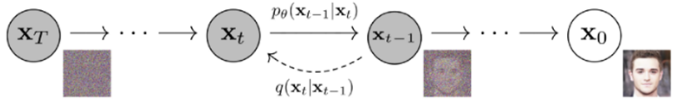 p_θ(𝐱_{t−1}|𝐱_t)
𝐱_T ⟶ ··· ⟶ 𝐱_t ⟶ 𝐱_{t−1} ⟶ ··· ⟶ 𝐱_0
q(𝐱_t|𝐱_{t−1})